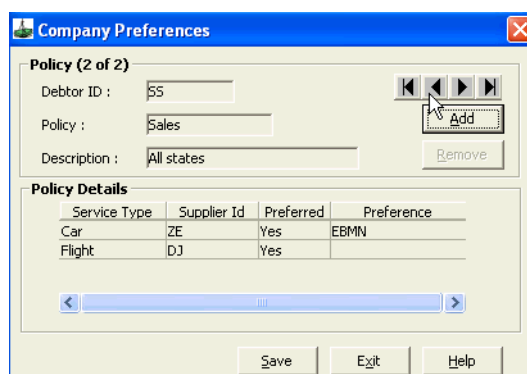 Company Preferences
Policy (2 of 2)
Debtor ID : SS
Add
Policy : Sales
Description : All states
Remove
Policy Details
Service Type Supplier Id Preferred Preference
Car ZE Yes EBMN
Flight DJ Yes
Save Exit Help